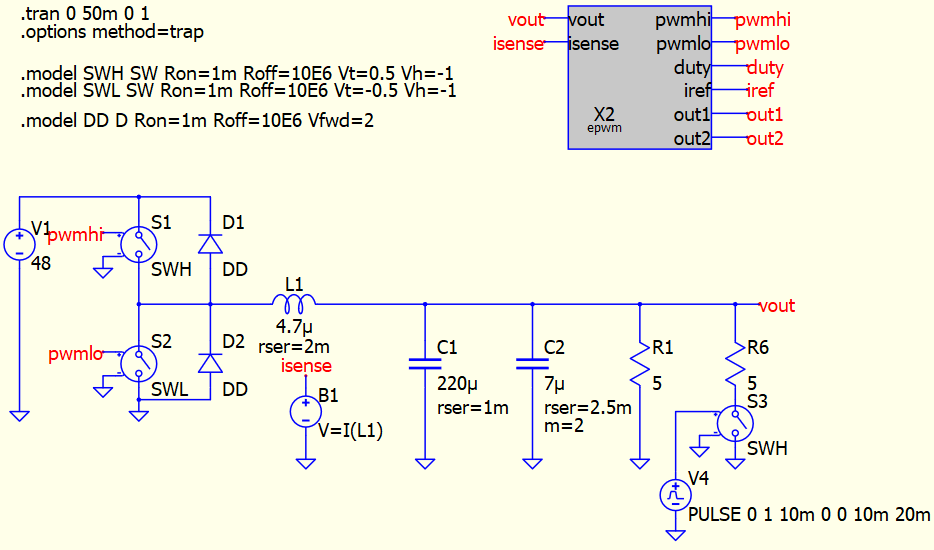 .tran 0 50m 0 1
.options method=trap
.model SWH SW Ron=1m Roff=10E6 Vt=0.5 Vh=-1
.model SWL SW Ron=1m Roff=10E6 Vt=-0.5 Vh=-1
.model DD D Ron=1m Roff=10E6 Vfwd=2
vout vout pwmhi pwmhi
isense isense pwmlo pwmlo
duty duty
iref iref
X2 out1 out1
epwm
out2 out2
V1 pwmhi S1 D1
48 SWH DD
L1
4.7µ
rser=2m
vout
pwmlo S2 D2
SWL DD
isense
B1
V=I(L1)
C1
220µ
rser=1m
C2
7µ
rser=2.5m
m=2
R1
5
R6
5
S3
SWH
V4
PULSE 0 1 10m 0 0 10m 20m